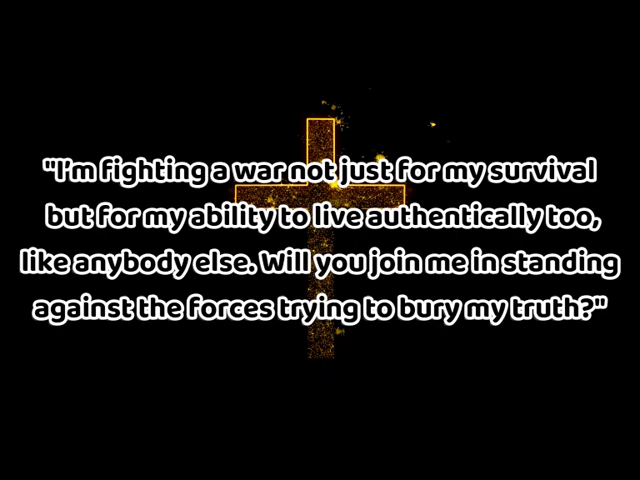 "I'm fighting a war not just for my survival
but for my ability to live authentically too,
like anybody else. Will you join me in standing
against the forces trying to bury my truth?"